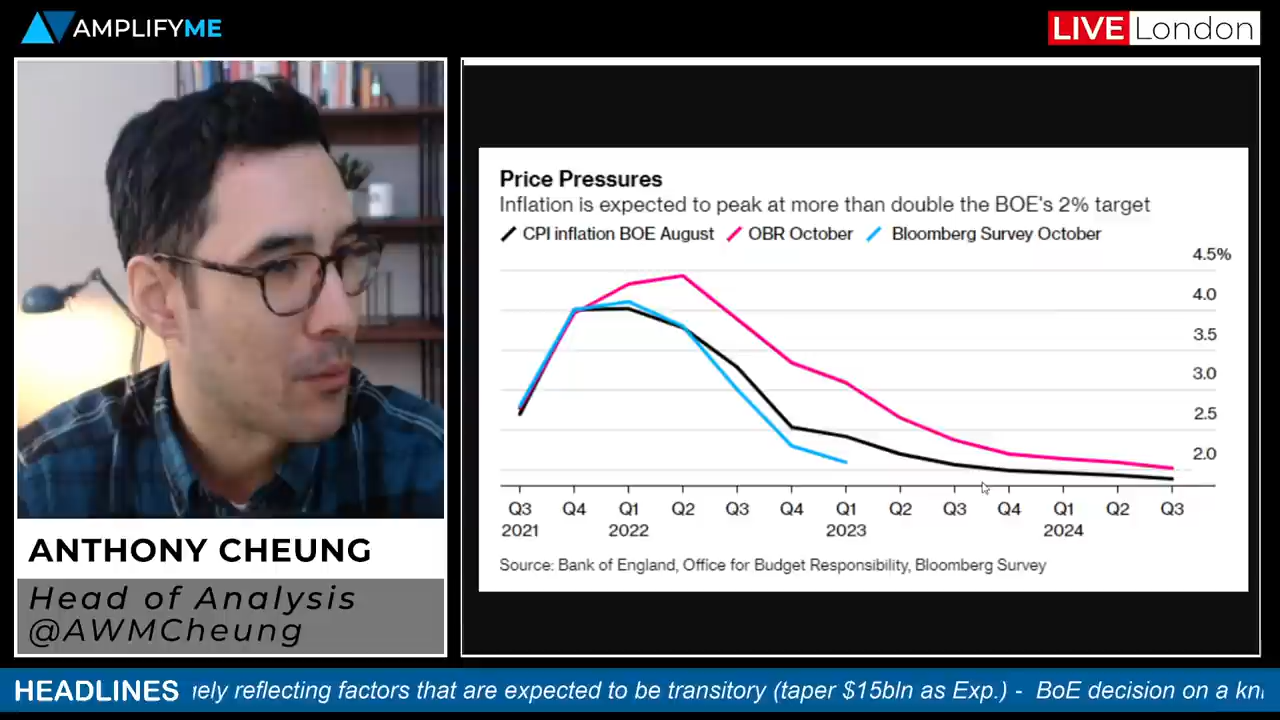 AMPLIFYME
LIVE London
Price Pressures
Inflation is expected to peak at more than double the BOE's 2% target
CPI inflation BOE August OBR October Bloomberg Survey October
4.5%
4.0
3.5
3.0
2.5
2.0
Q3 Q4 Q1 Q2 Q3 Q4 Q1 Q2 Q3 Q4 Q1 Q2 Q3
2021 2022 2023 2024
Source: Bank of England, Office for Budget Responsibility, Bloomberg Survey
ANTHONY CHEUNG
Head of Analysis
@AWMCheung
HEADLINES reflecting factors that are expected to be transitory (taper $15bln as Exp.) - BoE decision on a